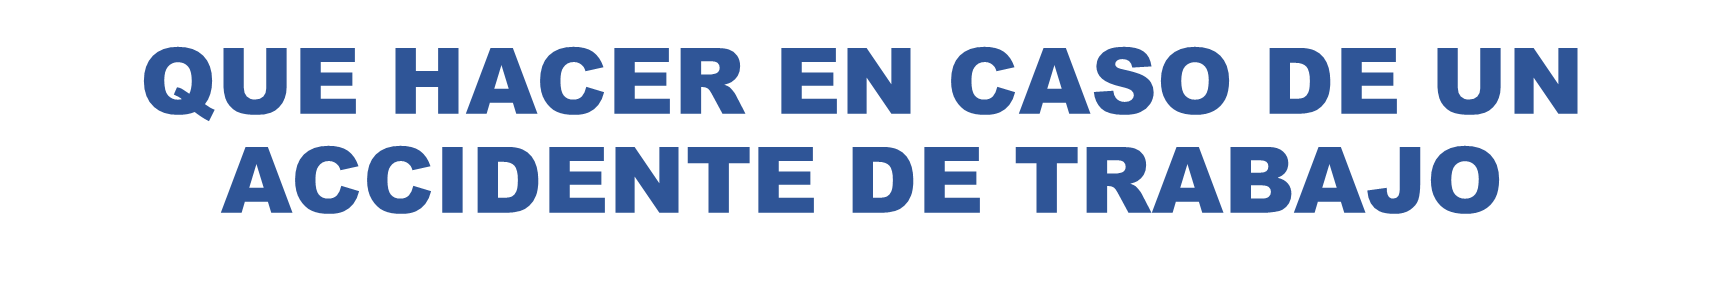 QUE HACER EN CASO DE UN
ACCIDENTE DE TRABAJO